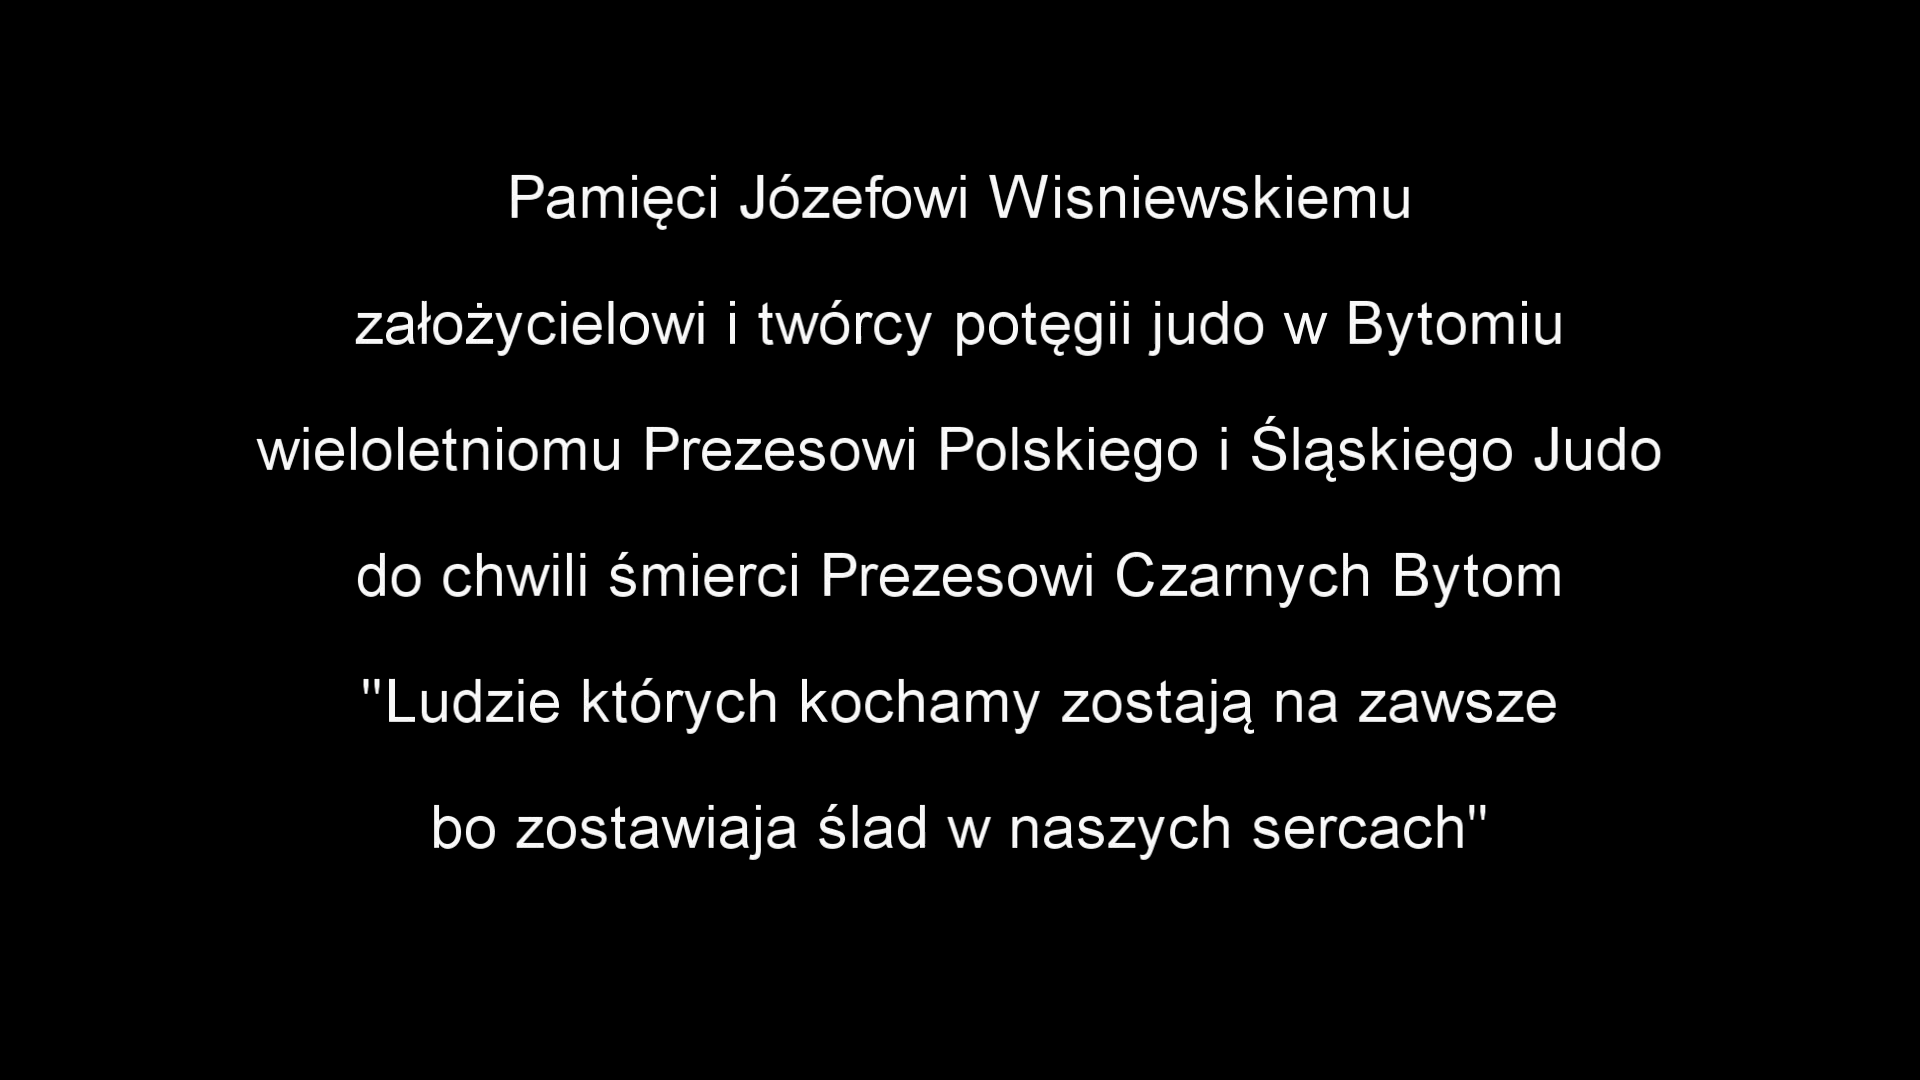 Pamięci Józefowi Wisniewskiemu
założycielowi i twórcy potęgii judo w Bytomiu
wieloletniomu Prezesowi Polskiego i Śląskiego Judo
do chwili śmierci Prezesowi Czarnych Bytom
"Ludzie których kochamy zostają na zawsze
bo zostawiaja ślad w naszych sercach"